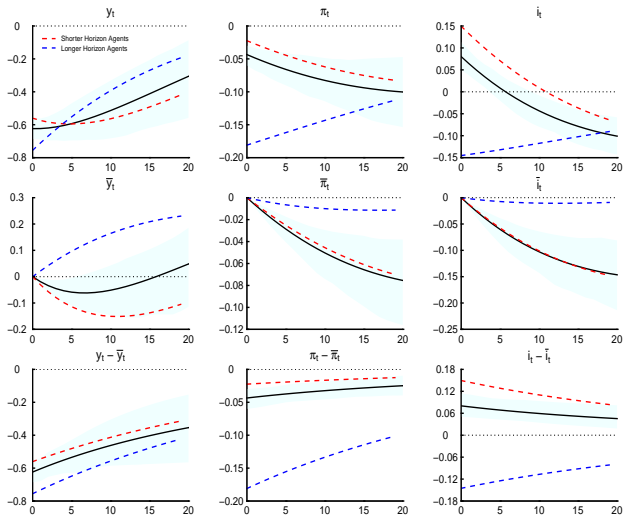 y_t π_t i_t
0 0 0.15
Shorter Horizon Agents
Longer Horizon Agents
−0.2 −0.05 0.1
0.05
−0.4 −0.10 0
−0.05
−0.6 −0.15 −0.10
−0.8 −0.20 −0.15
0 5 10 15 20 0 5 10 15 20 0 5 10 15 20
y̅_t π̅_t i̅_t
0.3 0 0
0.2 −0.02 −0.05
−0.04 −0.10
0.1 −0.06 −0.15
0 −0.08
−0.1 −0.10 −0.20
−0.2 −0.12 −0.25
0 5 10 15 20 0 5 10 15 20 0 5 10 15 20
y_t − y̅_t π_t − π̅_t i_t − i̅_t
0 0 0.18
−0.2 −0.05 0.12
0.06
−0.4 −0.10 0
−0.06
−0.6 −0.15 −0.12
−0.8 −0.20 −0.18
0 5 10 15 20 0 5 10 15 20 0 5 10 15 20